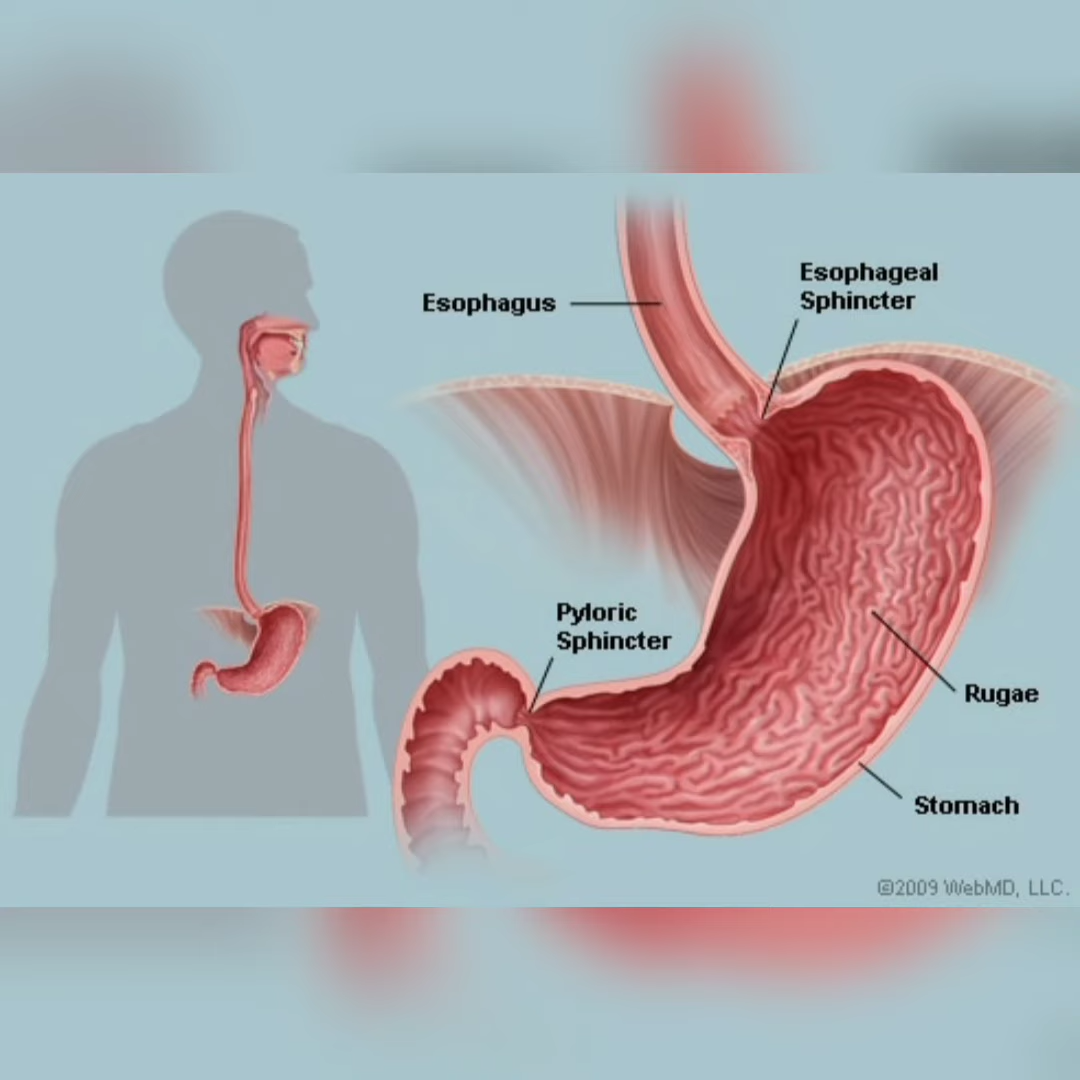 Esophagus
Esophageal
Sphincter
Pyloric
Sphincter
Rugae
Stomach
©2009 WebMD, LLC.